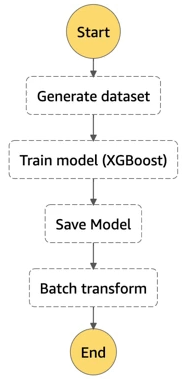 Start
Generate dataset
Train model (XGBoost)
Save Model
Batch transform
End